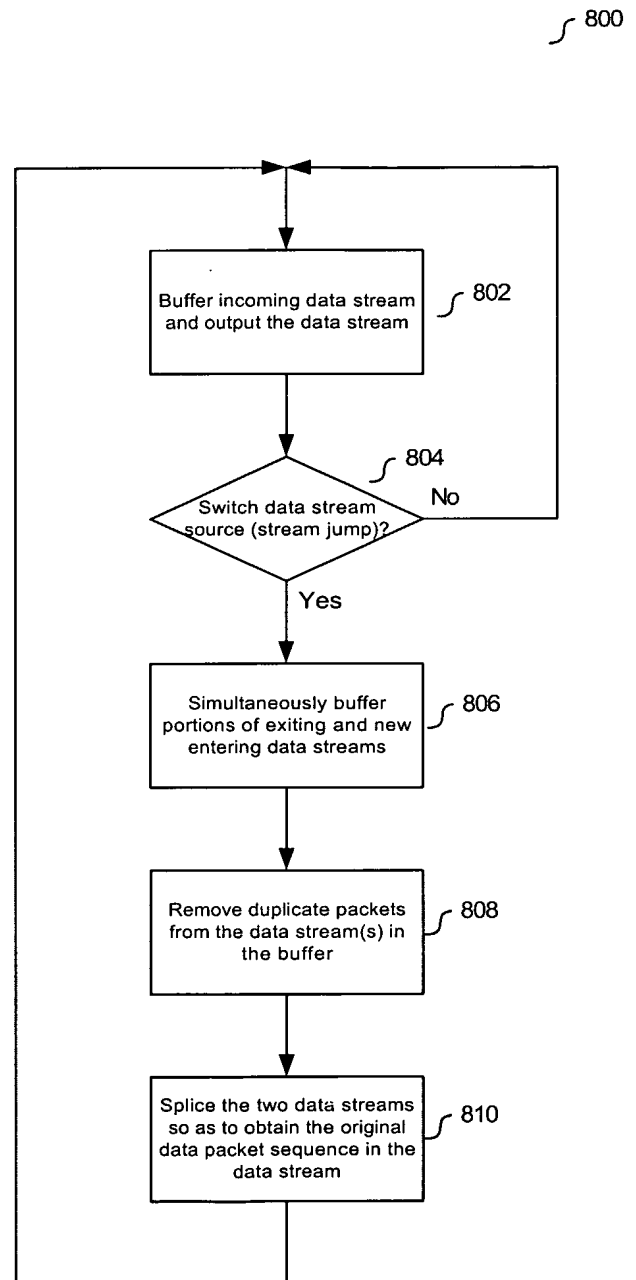 800
Buffer incoming data stream
and output the data stream
802
804
Switch data stream
source (stream jump)?
No
Yes
Simultaneously buffer
portions of exiting and new
entering data streams
806
Remove duplicate packets
from the data stream(s) in
the buffer
808
Splice the two data streams
so as to obtain the original
data packet sequence in the
data stream
810